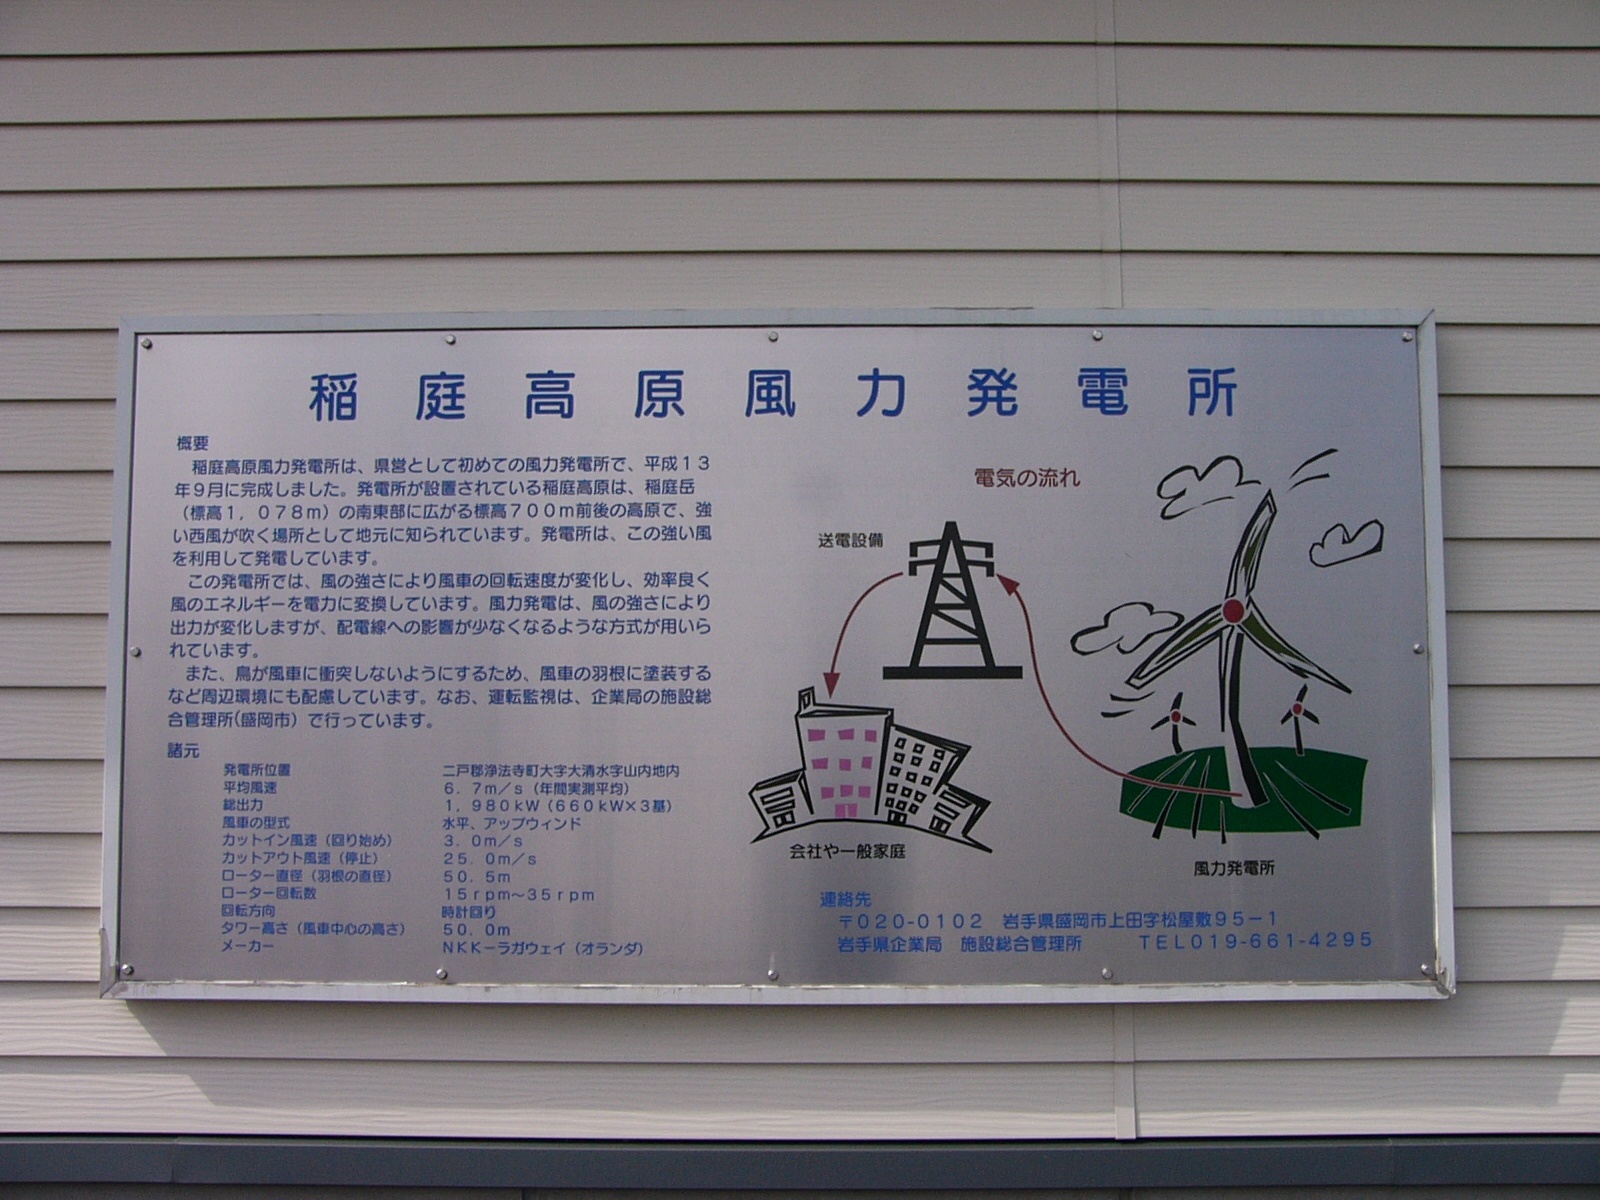 稲庭高原風力発電所
概要
稲庭高原風力発電所は、県営として初めての風力発電所で、平成13
年9月に完成しました。発電所が設置されている稲庭高原は、稲庭岳
（標高1，078m）の南東部に広がる標高700m前後の高原で、強
い西風が吹く場所として地元に知られています。発電所は、この強い風
を利用して発電しています。
この発電所では、風の強さにより風車の回転速度が変化し、効率良く
風のエネルギーを電力に変換しています。風力発電は、風の強さにより
出力が変化しますが、配電線への影響が少なくなるような方式が用いら
れています。
また、鳥が風車に衝突しないようにするため、風車の羽根に塗装する
など周辺環境にも配慮しています。なお、運転監視は、企業局の施設総
合管理所(盛岡市）で行っています。
諸元
発電所位置 二戸郡浄法寺町大字大清水字山内地内
平均風速 6．7m／s（年間実測平均）
総出力 1，980kW（660kW×3基）
風車の型式 水平、アップウィンド
カットイン風速（回り始め） 3．0m／s
カットアウト風速（停止） 25．0m／s
ローター直径（羽根の直径） 50．5m
ローター回転数 15rpm～35rpm
回転方向 時計回り
タワー高さ（風車中心の高さ） 50．0m
メーカー NKK－ラガウェイ（オランダ）
電気の流れ
送電設備
会社や一般家庭
風力発電所
連絡先
〒020-0102 岩手県盛岡市上田字松屋敷95－1
岩手県企業局 施設総合管理所 TEL019-661-4295